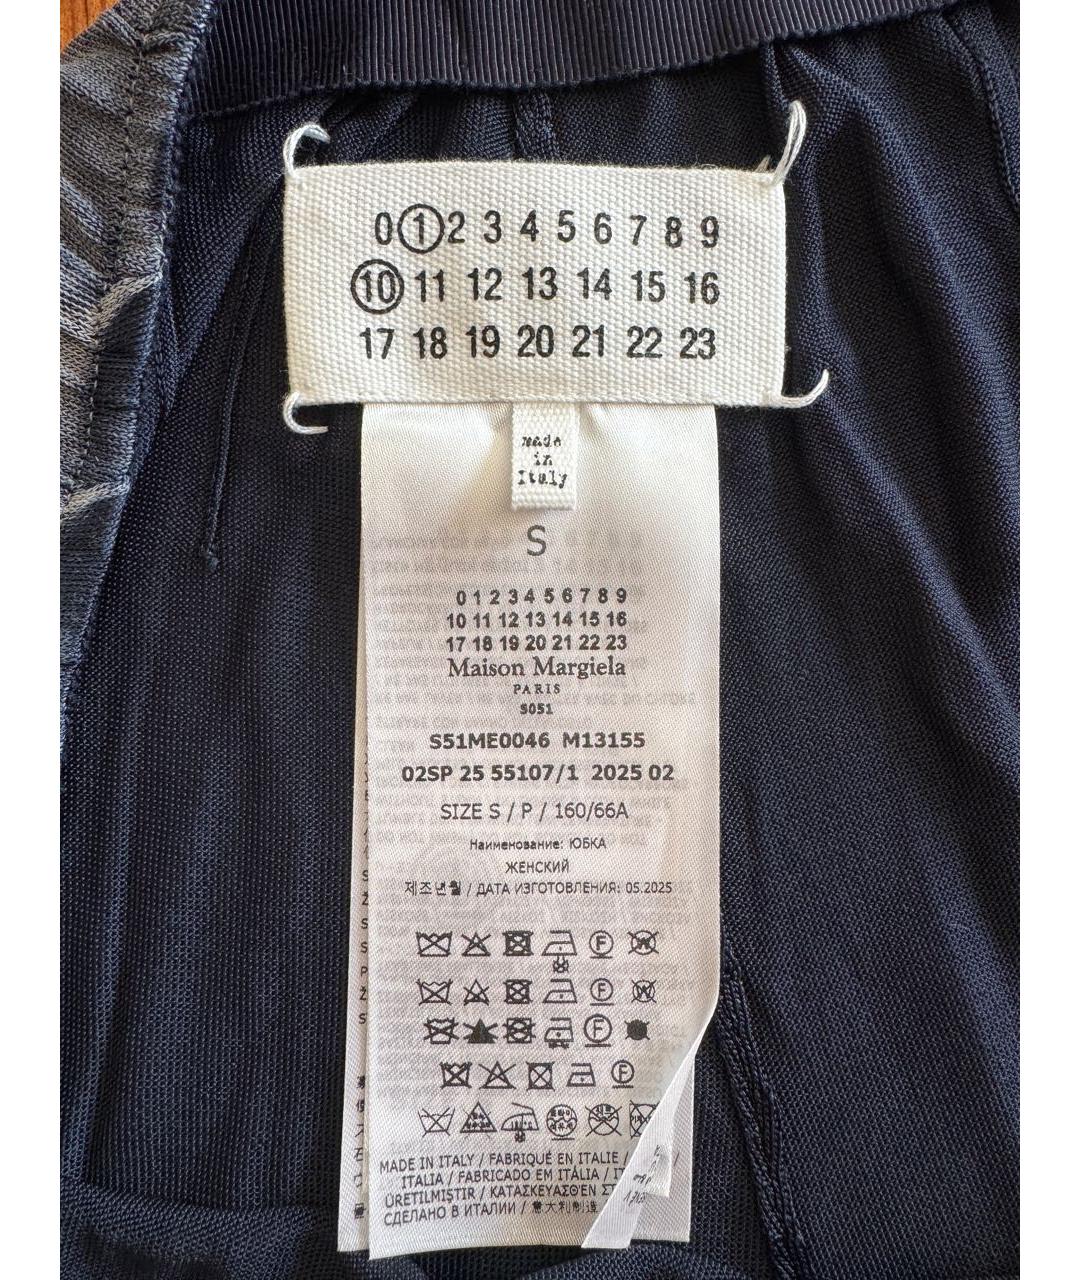 0 1 2 3 4 5 6 7 8 9
10 11 12 13 14 15 16
17 18 19 20 21 22 23
made
in
Italy
S
0 1 2 3 4 5 6 7 8 9
10 11 12 13 14 15 16
17 18 19 20 21 22 23
Maison Margiela
PARIS
S051
S51ME0046 M13155
02SP 25 55107/1 2025 02
SIZE S / P / 160/66A
Наименование: ЮБКА
ЖЕНСКИЙ
제조년월 / ДАТА ИЗГОТОВЛЕНИЯ: 05.2025
F W
F W
F
F
MADE IN ITALY / FABRIQUÉ EN ITALIE /
ITALIA / FABRICADO EM ITÁLIA /
ÜRETILMIŞTIR / ΚΑΤΑΣΚΕΥΑΣΘΕΝ
СДЕЛАНО В ИТАЛИИ / 意大利制造